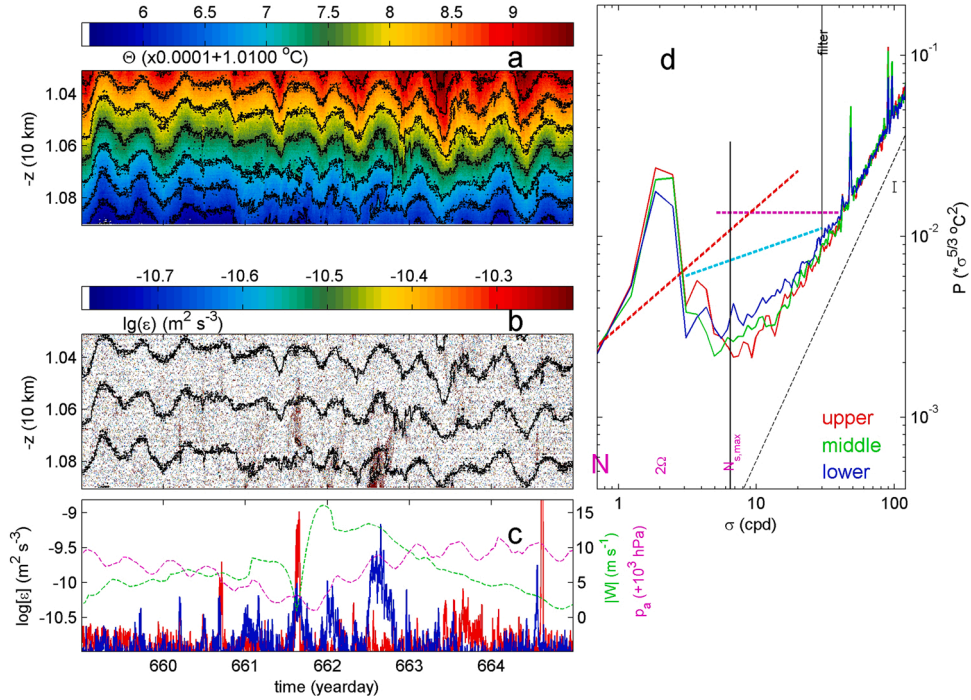 6 6.5 7 7.5 8 8.5 9
Θ (x0.0001+1.0100 °C)
a
1.04
1.06
1.08
-z (10 km)
-10.7 -10.6 -10.5 -10.4 -10.3
lg(ε) (m² s⁻³)
b
1.04
1.06
1.08
-z (10 km)
c
-9
-9.5
-10
-10.5
log[ε] (m² s⁻³)
15
10
5
0
|W| (m s⁻¹)
pₐ (+10³ hPa)
660 661 662 663 664
time (yearday)
d
filter
10⁻¹
10⁻²
10⁻³
P (*σ⁵ᐟ³ °C²)
I
upper
middle
lower
N
2Ω
Nₛ,ₘₐₓ
1 10 100
σ (cpd)